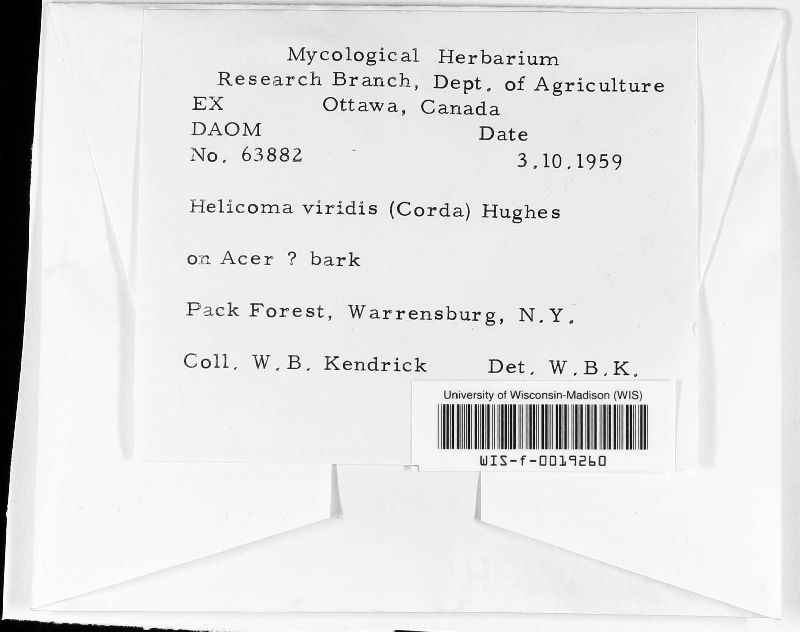 Mycological Herbarium
Research Branch, Dept. of Agriculture
EX Ottawa, Canada
DAOM Date
No. 63882 3.10.1959
Helicoma viridis (Corda) Hughes
on Acer ? bark
Pack Forest, Warrensburg, N.Y.
Coll. W.B. Kendrick Det. W.B.K.
University of Wisconsin-Madison (WIS)
WIS-f-0019260